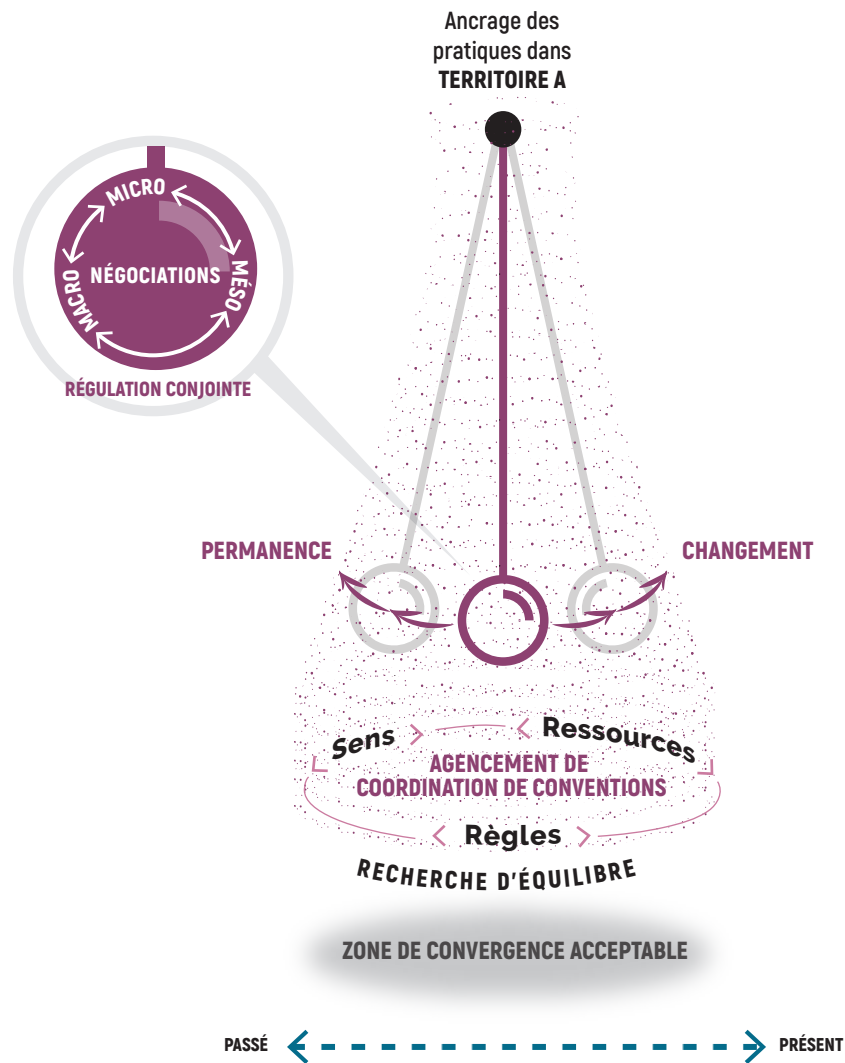 Ancrage des
pratiques dans
TERRITOIRE A
MICRO
NÉGOCIATIONS
MACRO
MÉSO
RÉGULATION CONJOINTE
PERMANENCE
CHANGEMENT
Sens
Ressources
AGENCEMENT DE
COORDINATION DE CONVENTIONS
Règles
RECHERCHE D'ÉQUILIBRE
ZONE DE CONVERGENCE ACCEPTABLE
PASSÉ
PRÉSENT